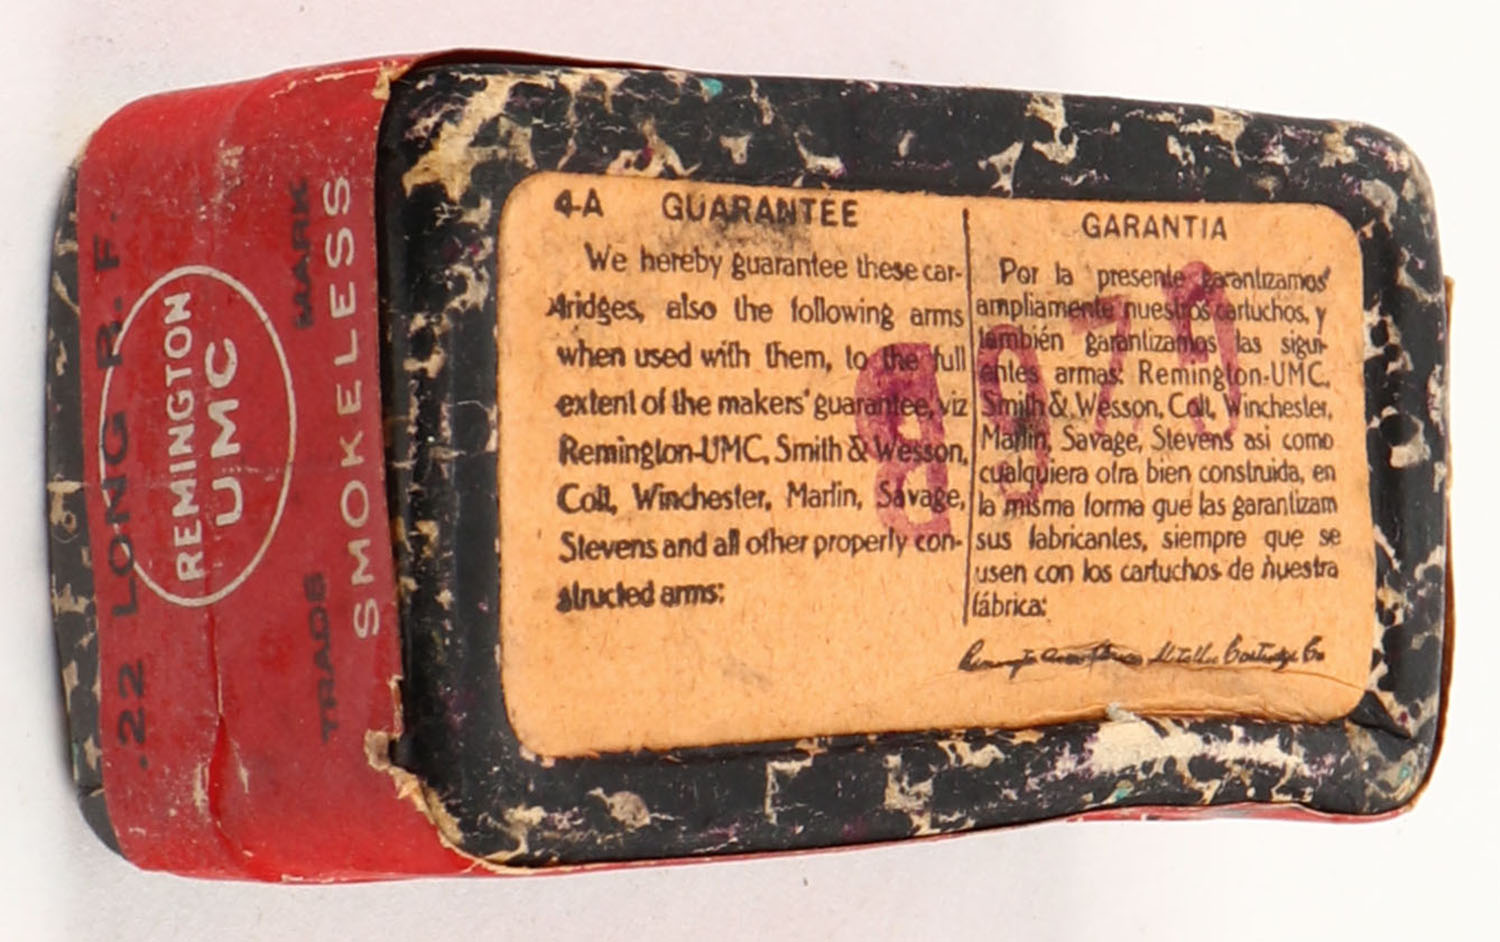 .22 LONG R. F.
REMINGTON
UMC
TRADE MARK
SMOKELESS
4-A GUARANTEE
We hereby guarantee these car-
tridges, also the following arms
when used with them, to the full
extent of the makers' guarantee, viz
Remington-UMC, Smith & Wesson,
Colt, Winchester, Marlin, Savage,
Stevens and all other properly con-
structed arms:
GARANTIA
Por la presente garantizamos
ampliamente nuestros cartuchos, y
también garantizamos las sigui-
entes armas: Remington-UMC,
Smith & Wesson, Colt, Winchester,
Marlin, Savage, Stevens asi como
cualquiera otra bien construida, en
la misma forma que las garantizam
sus fabricantes, siempre que se
usen con los cartuchos de nuestra
fábrica:
Cartridge Co